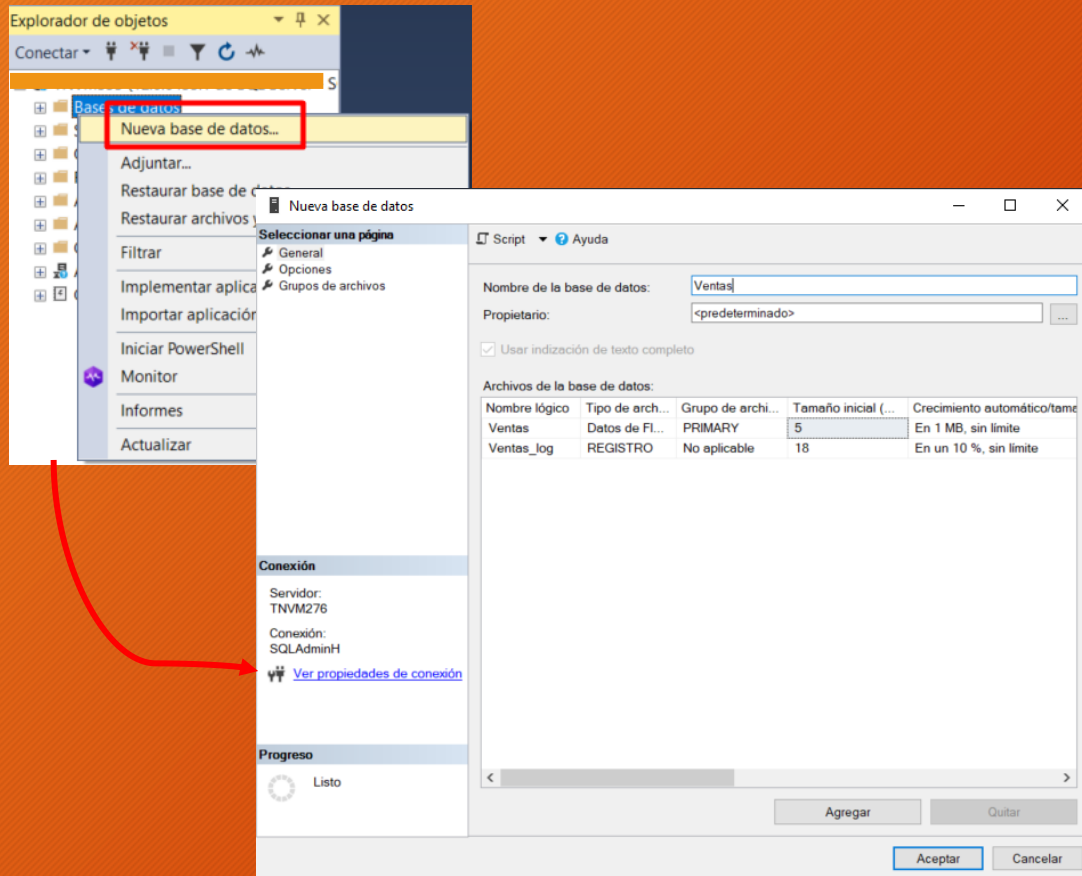 Explorador de objetos
Conectar
S
Bases de datos
Nueva base de datos...
Adjuntar...
Restaurar base de
Restaurar archivos
Filtrar
Implementar
Importar aplicación
Iniciar PowerShell
Monitor
Informes
Actualizar
Nueva base de datos
Seleccionar una página
General
Opciones
Grupos de archivos
Script Ayuda
Nombre de la base de datos: Ventas
Propietario: <predeterminado> ...
Usar indización de texto completo
Archivos de la base de datos:
Nombre lógico Tipo de arch... Grupo de archi... Tamaño inicial (... Crecimiento automático/tama
Ventas Datos de FI... PRIMARY 5 En 1 MB, sin límite
Ventas_log REGISTRO No aplicable 18 En un 10 %, sin límite
Conexión
Servidor:
TNVM276
Conexión:
SQLAdminH
Ver propiedades de conexión
Progreso
Listo
Agregar Quitar
Aceptar Cancelar